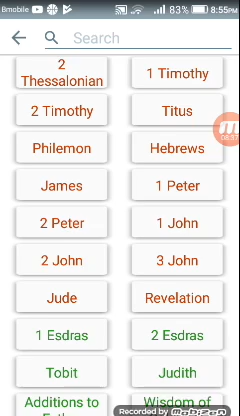 Bmobile 83% 8:55PM
Search
2 Thessalonian
1 Timothy
2 Timothy
Titus
Philemon
Hebrews
James
1 Peter
2 Peter
1 John
2 John
3 John
Jude
Revelation
1 Esdras
2 Esdras
Tobit
Judith
Additions to
Wisdom of
Recorded by MOBIZEN